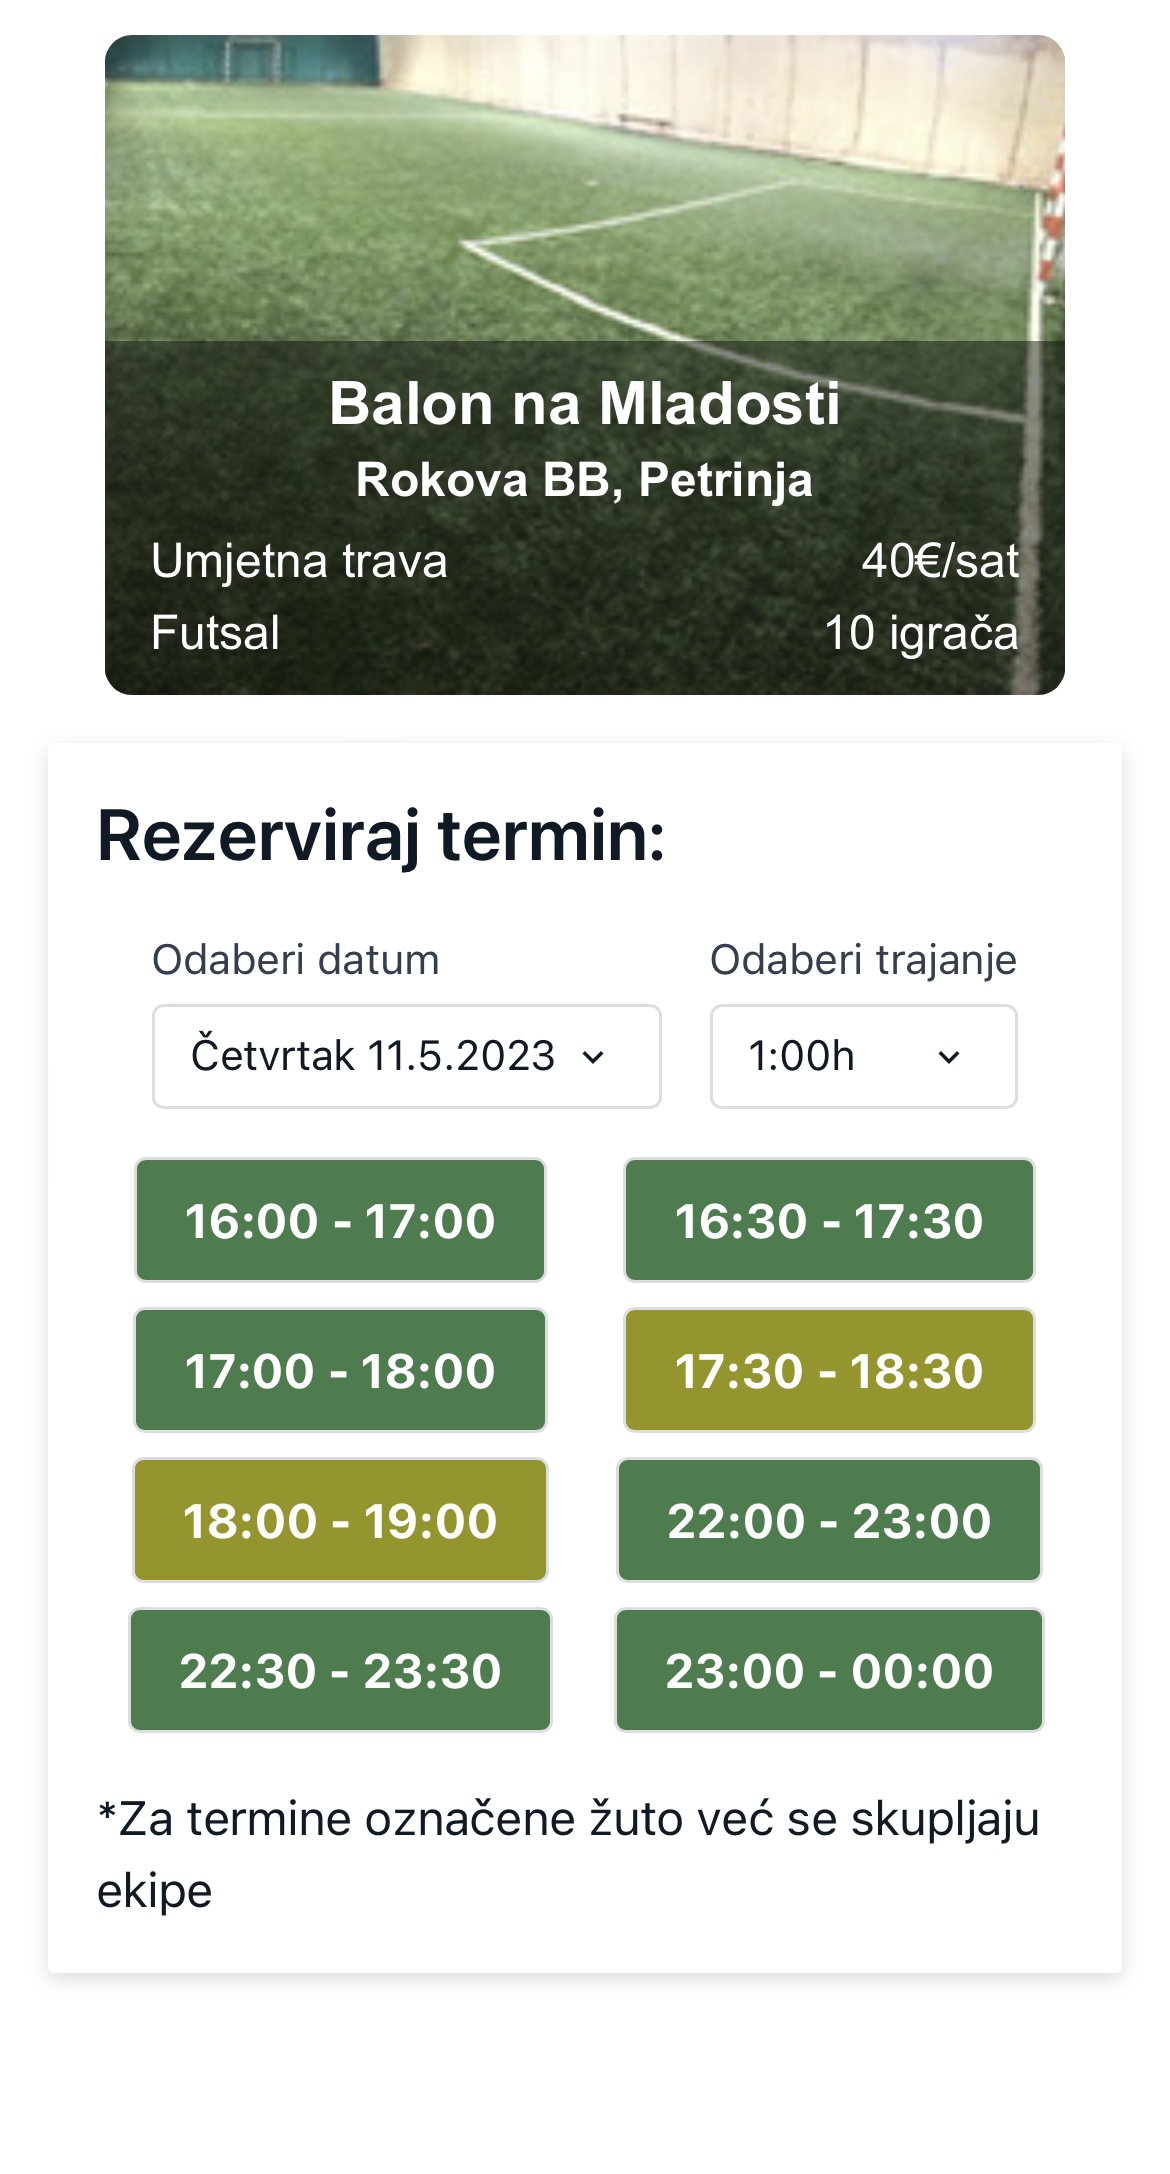 Balon na Mladosti
Rokova BB, Petrinja
Umjetna trava 40€/sat
Futsal 10 igrača
Rezerviraj termin:
Odaberi datum Odaberi trajanje
Četvrtak 11.5.2023 1:00h
16:00 - 17:00 16:30 - 17:30
17:00 - 18:00 17:30 - 18:30
18:00 - 19:00 22:00 - 23:00
22:30 - 23:30 23:00 - 00:00
*Za termine označene žuto već se skupljaju
ekipe